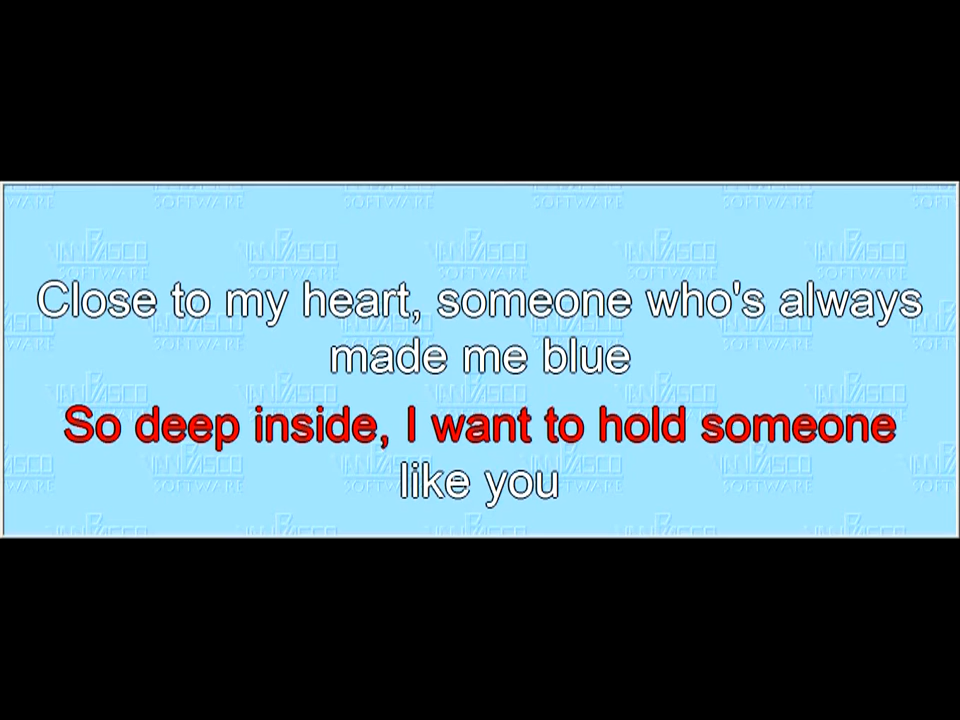 Close to my heart, someone who's always
made me blue
So deep inside, I want to hold someone
like you